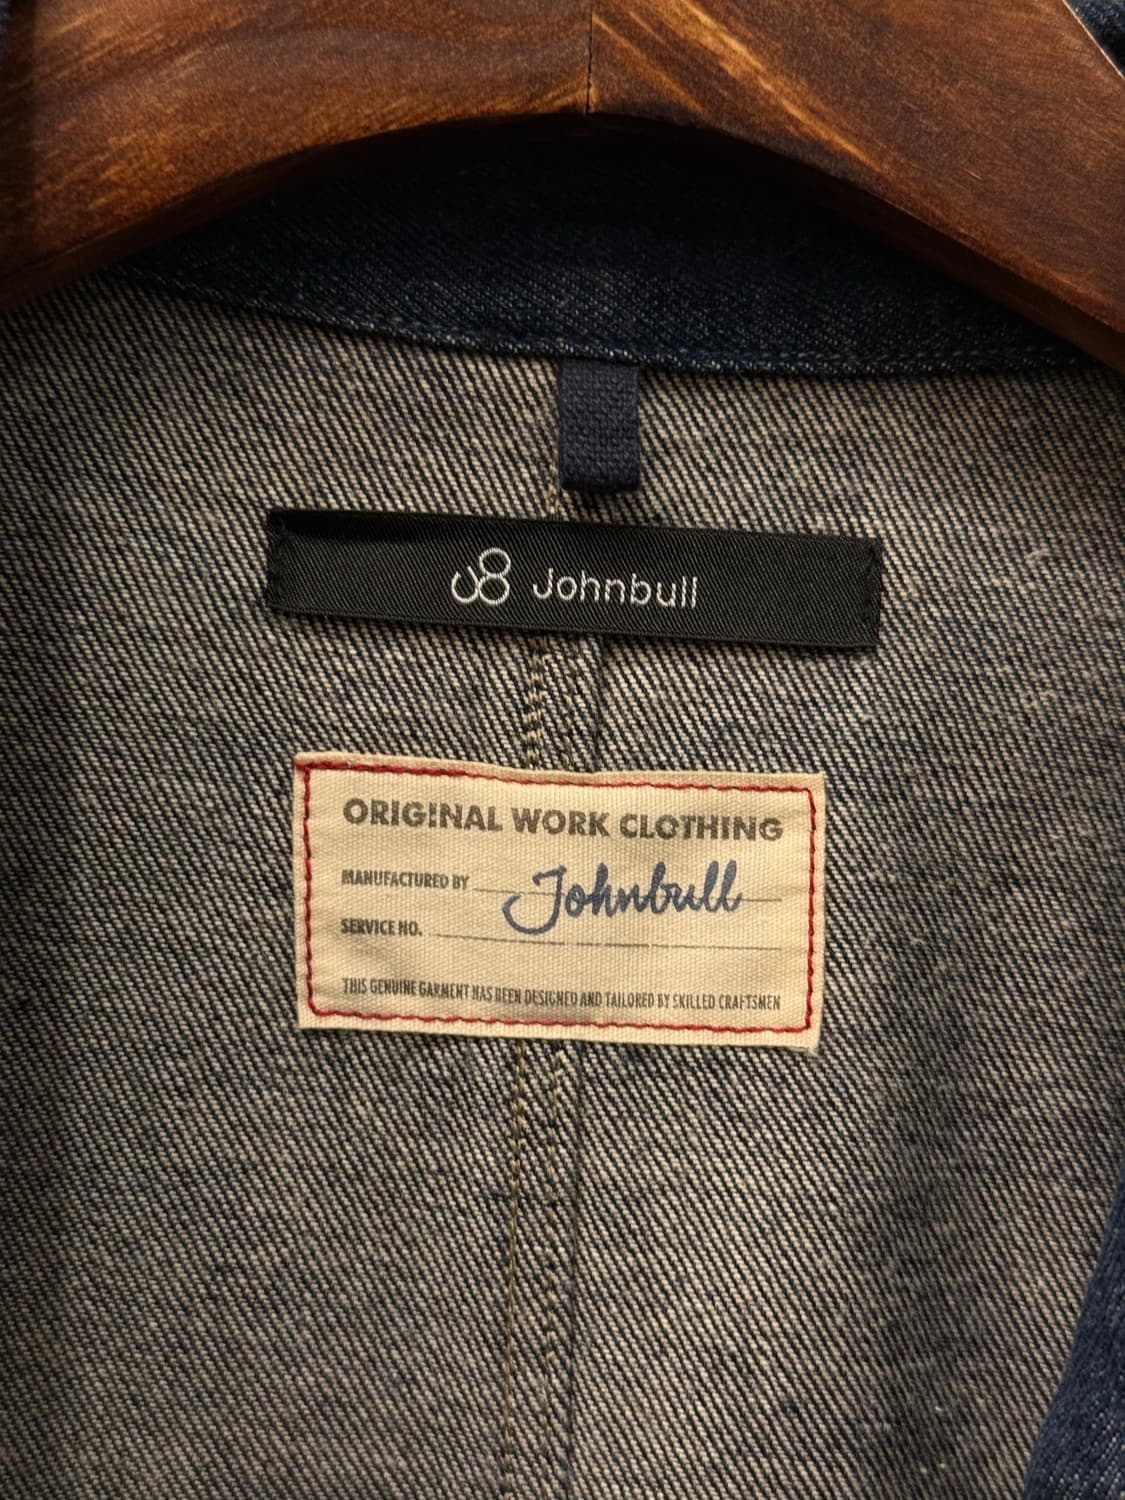 Johnbull
ORIGINAL WORK CLOTHING
MANUFACTURED BY Johnbull
SERVICE NO.
THIS GENUINE GARMENT HAS BEEN DESIGNED AND TAILORED BY SKILLED CRAFTSMEN